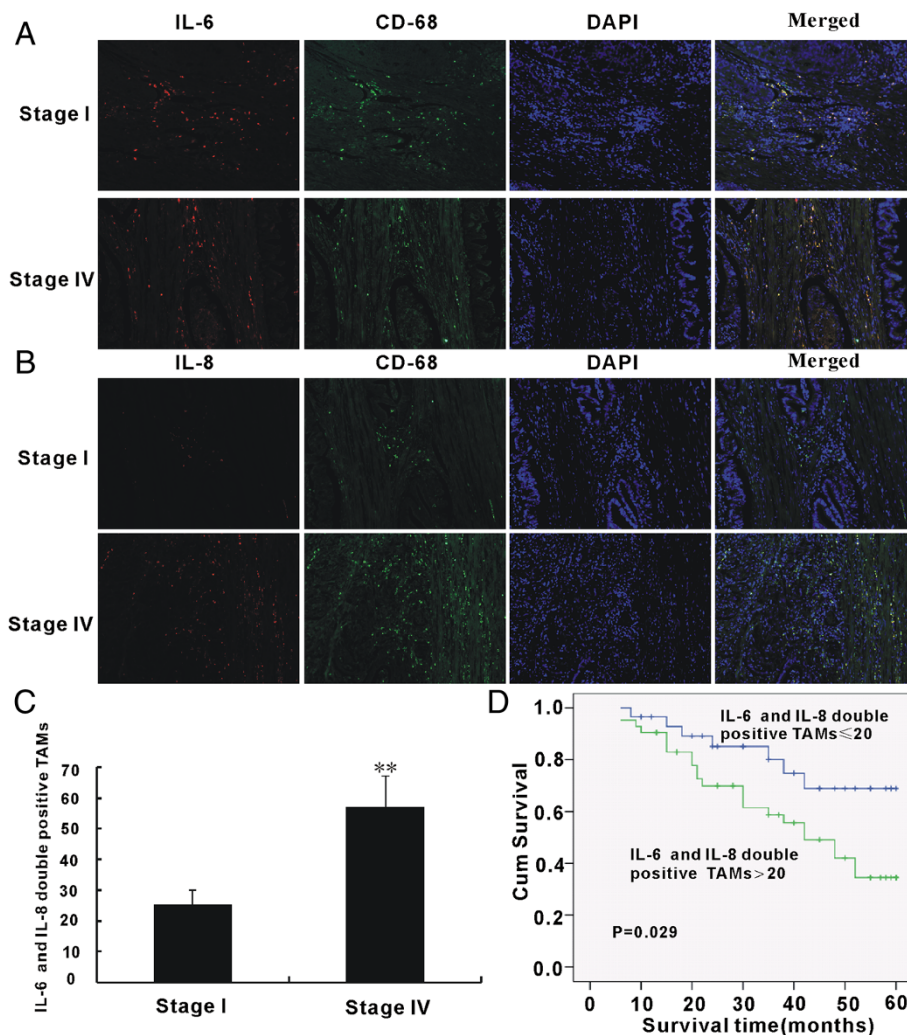 A
IL-6 CD-68 DAPI Merged
Stage I
Stage IV
B
IL-8 CD-68 DAPI Merged
Stage I
Stage IV
C
IL-6 and IL-8 double positive TAMs
70
60
50
40
30
20
10
0
**
Stage I Stage IV
D
Cum Survival
1.0
0.8
0.6
0.4
0.2
0.0
IL-6 and IL-8 double
positive TAMs≤20
IL-6 and IL-8 double
positive TAMs>20
P=0.029
0 10 20 30 40 50 60
Survival time(months)